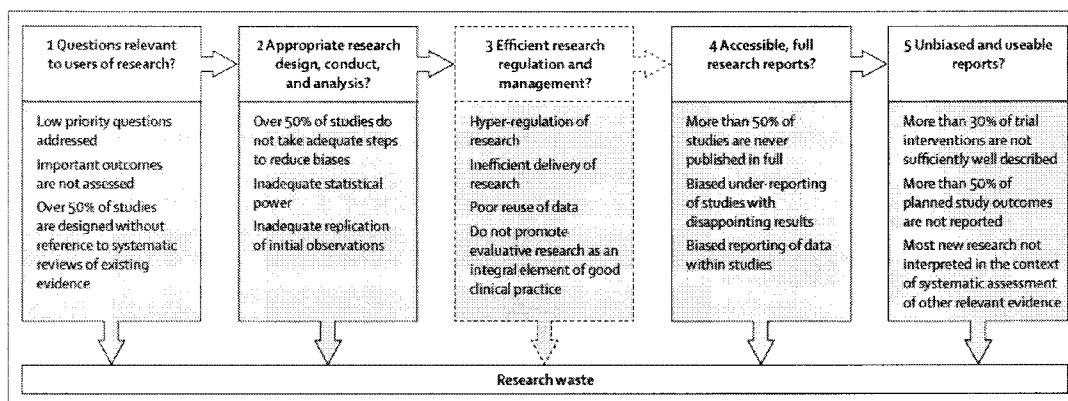 1 Questions relevant
to users of research?
Low priority questions
addressed
Important outcomes
are not assessed
Over 50% of studies
are designed without
reference to systematic
reviews of existing
evidence
2 Appropriate research
design, conduct,
and analysis?
Over 50% of studies do
not take adequate steps
to reduce biases
Inadequate statistical
power
Inadequate replication
of initial observations
3 Efficient research
regulation and
management?
Hyper-regulation of
research
Inefficient delivery of
research
Poor reuse of data
Do not promote
evaluative research as an
integral element of good
clinical practice
4 Accessible, full
research reports?
More than 50% of
studies are never
published in full
Biased under-reporting
of studies with
disappointing results
Biased reporting of data
within studies
5 Unbiased and useable
reports?
More than 30% of trial
interventions are not
sufficiently well described
More than 50% of
planned study outcomes
are not reported
Most new research not
interpreted in the context
of systematic assessment
of other relevant evidence
Research waste